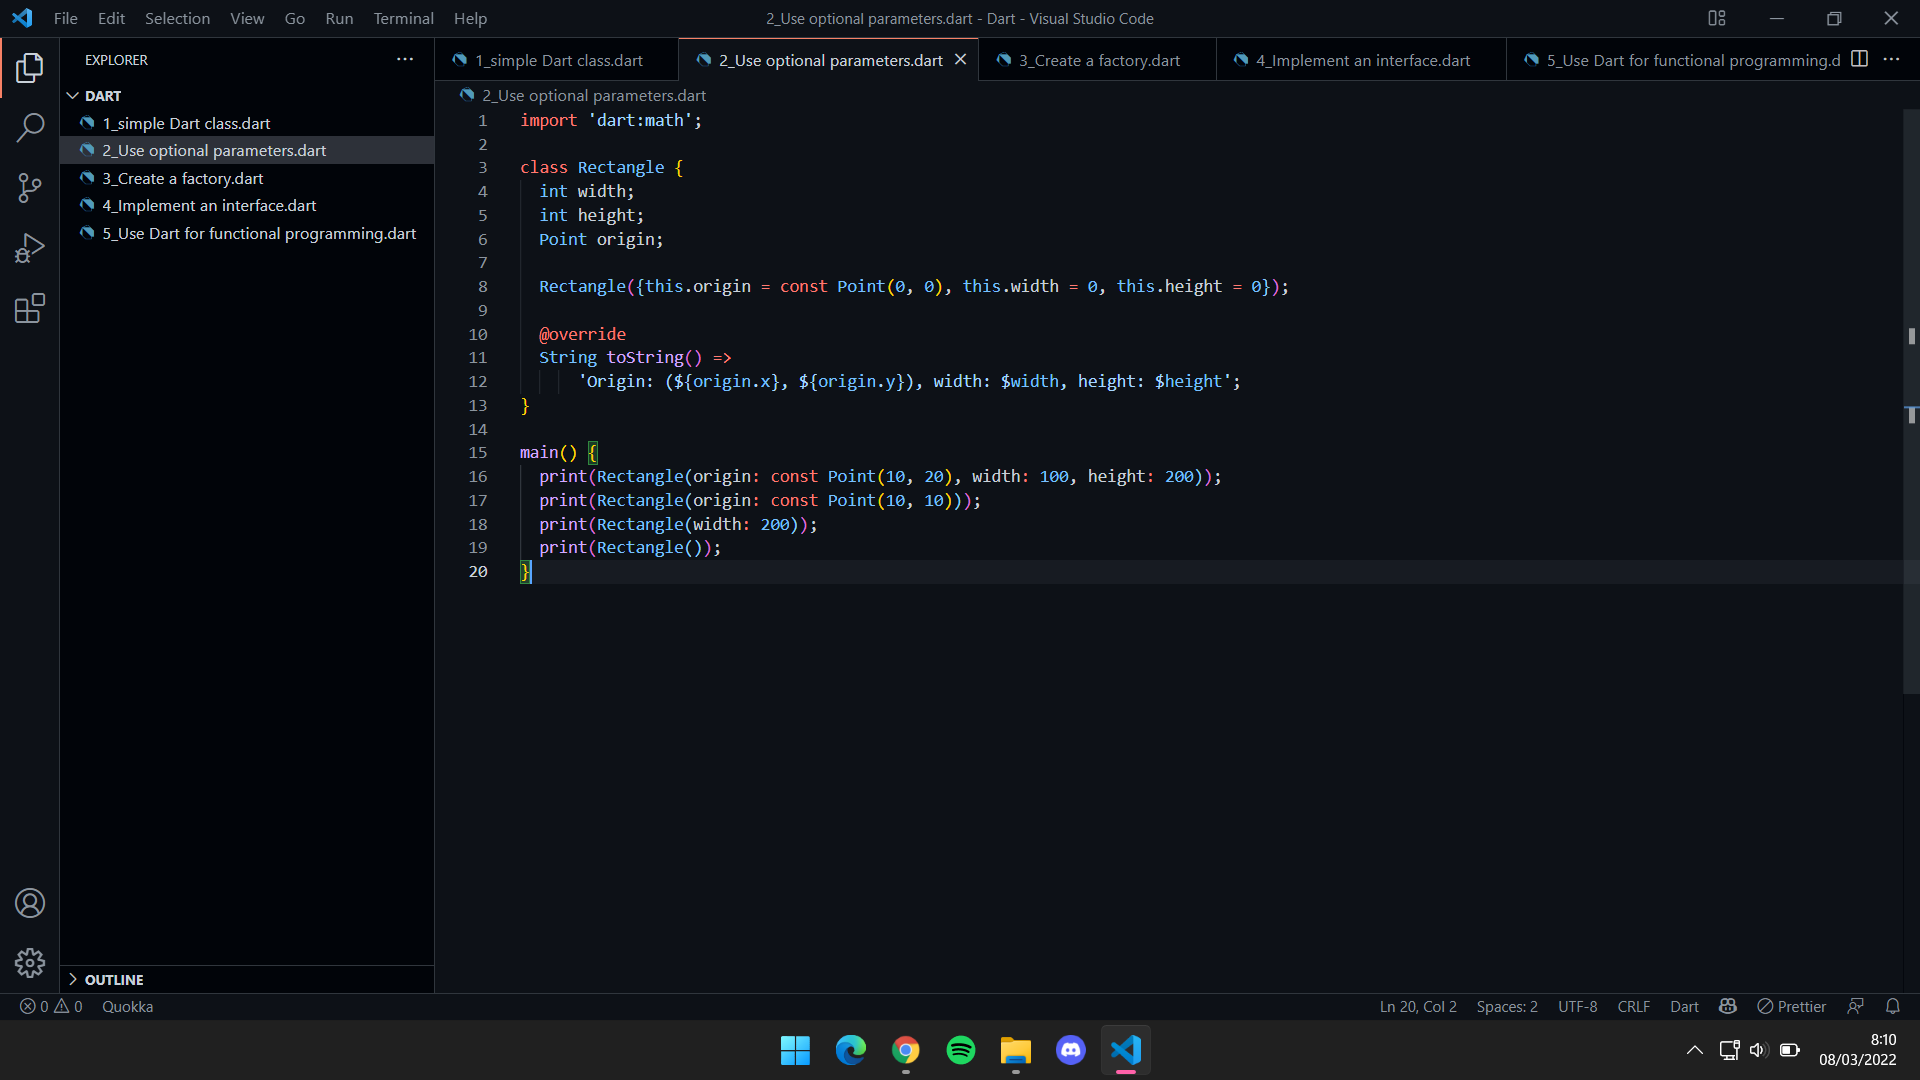 File Edit Selection View Go Run Terminal Help
2_Use optional parameters.dart - Dart - Visual Studio Code
EXPLORER
DART
1_simple Dart class.dart
2_Use optional parameters.dart
3_Create a factory.dart
4_Implement an interface.dart
5_Use Dart for functional programming.dart
OUTLINE
1_simple Dart class.dart
2_Use optional parameters.dart
3_Create a factory.dart
4_Implement an interface.dart
5_Use Dart for functional programming.d
2_Use optional parameters.dart
1 import 'dart:math';
2
3 class Rectangle {
4 int width;
5 int height;
6 Point origin;
7
8 Rectangle({this.origin = const Point(0, 0), this.width = 0, this.height = 0});
9
10 @override
11 String toString() =>
12 'Origin: (${origin.x}, ${origin.y}), width: $width, height: $height';
13 }
14
15 main() {
16 print(Rectangle(origin: const Point(10, 20), width: 100, height: 200));
17 print(Rectangle(origin: const Point(10, 10)));
18 print(Rectangle(width: 200));
19 print(Rectangle());
20 }
0 0 Quokka
Ln 20, Col 2 Spaces: 2 UTF-8 CRLF Dart Prettier
8:10
08/03/2022